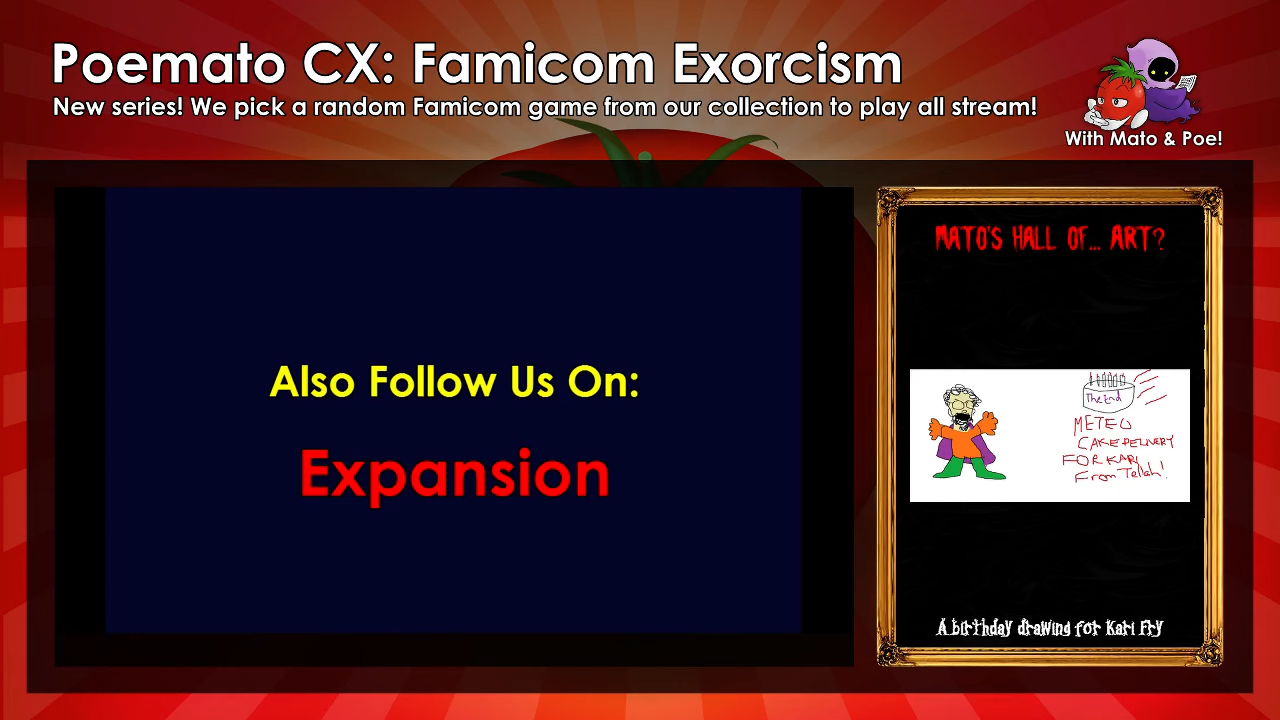 Poemato CX: Famicom Exorcism
New series! We pick a random Famicom game from our collection to play all stream!
With Mato & Poe!
Also Follow Us On:
Expansion
MATO'S HALL OF... ART?
The End
METEO
CAKE DELIVERY
FOR KARI
From Tellah!
A birthday drawing for Kari Fry